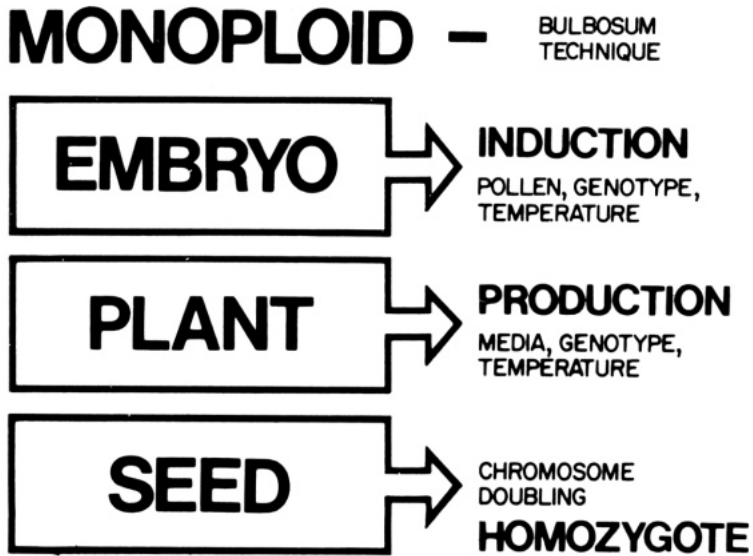 MONOPLOID - BULBOSUM
TECHNIQUE
EMBRYO
INDUCTION
POLLEN, GENOTYPE,
TEMPERATURE
PLANT
PRODUCTION
MEDIA, GENOTYPE,
TEMPERATURE
SEED
CHROMOSOME
DOUBLING
HOMOZYGOTE